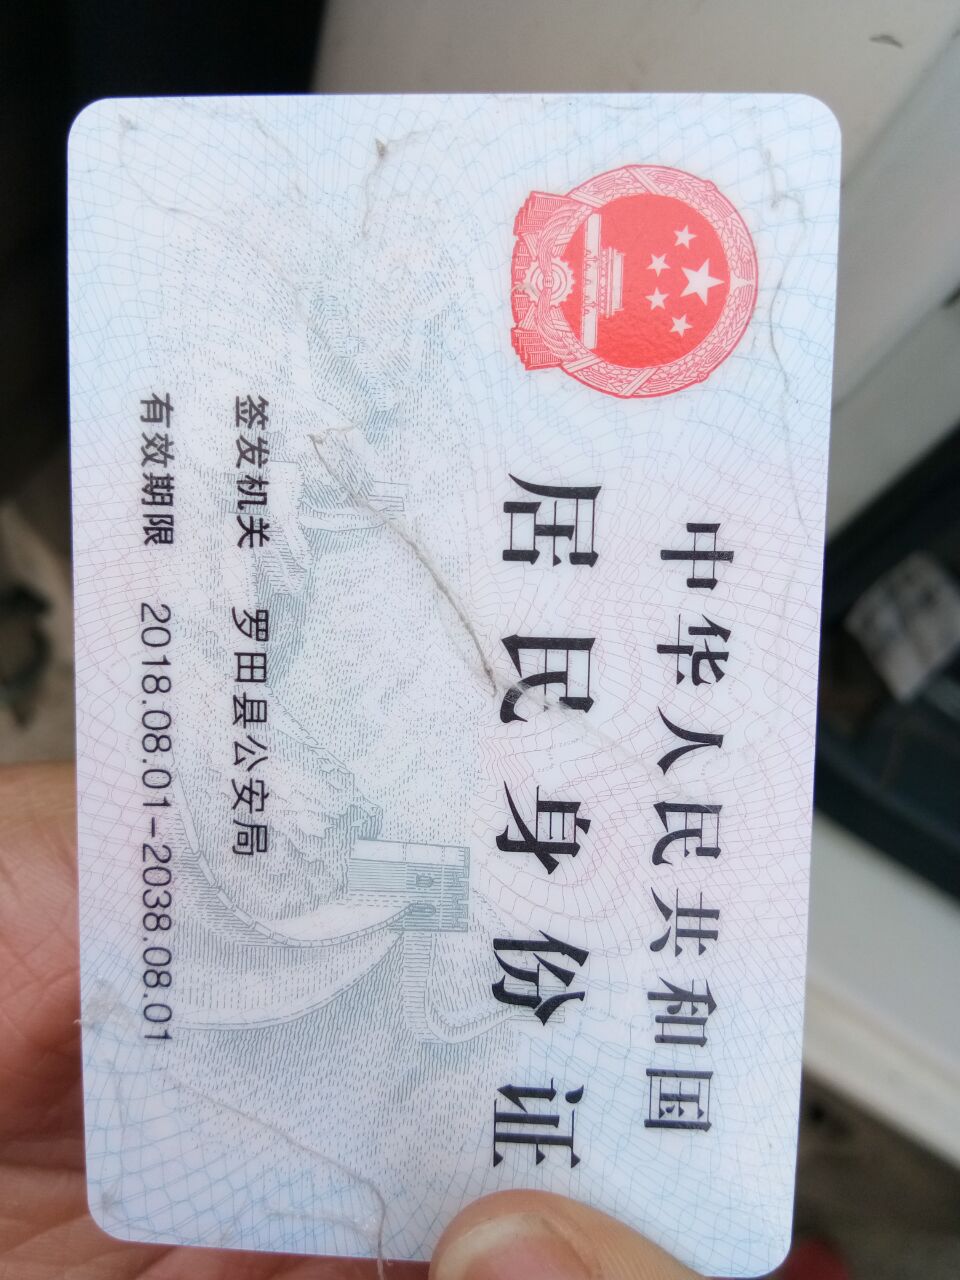 中华人民共和国
居民身份证
签发机关 罗田县公安局
有效期限 2018.08.01-2038.08.01